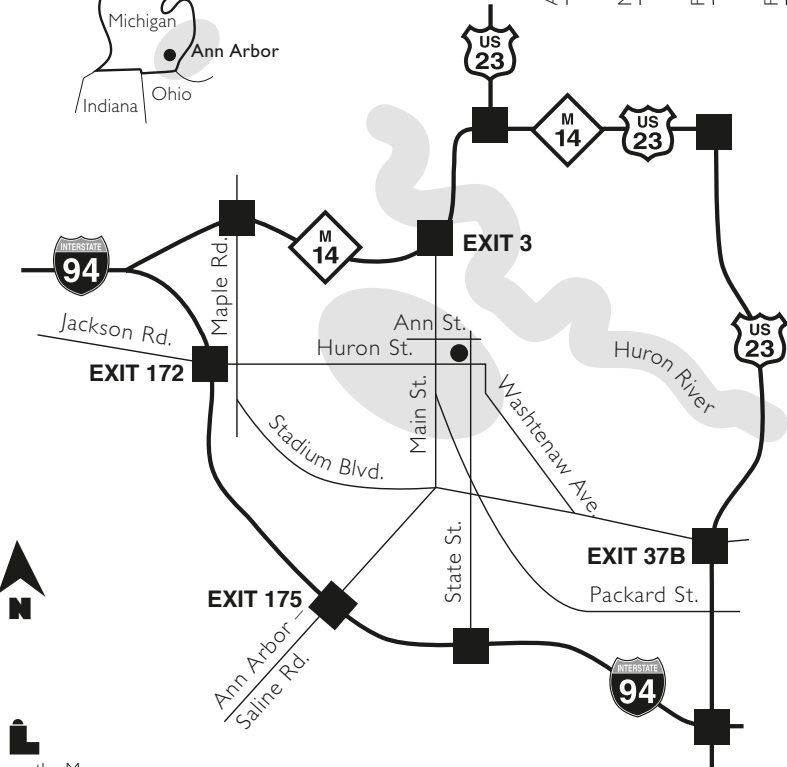 Michigan
Ann Arbor
Ohio
Indiana
US
23
M
14
US
23
M
14
EXIT 3
INTERSTATE
94
Maple Rd.
Jackson Rd.
Ann St.
US
23
Huron St.
Huron River
EXIT 172
Main St.
Washtenaw Ave.
Stadium Blvd.
State St.
EXIT 37B
N
EXIT 175
Packard St.
Ann Arbor –
Saline Rd.
INTERSTATE
94